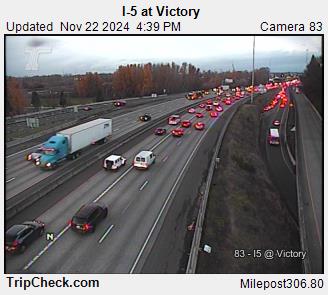 I-5 at Victory
Updated  Nov 22 2024  4:39 PM  Camera 83
83 - I5 @ Victory
N
TripCheck.com  Milepost306.80